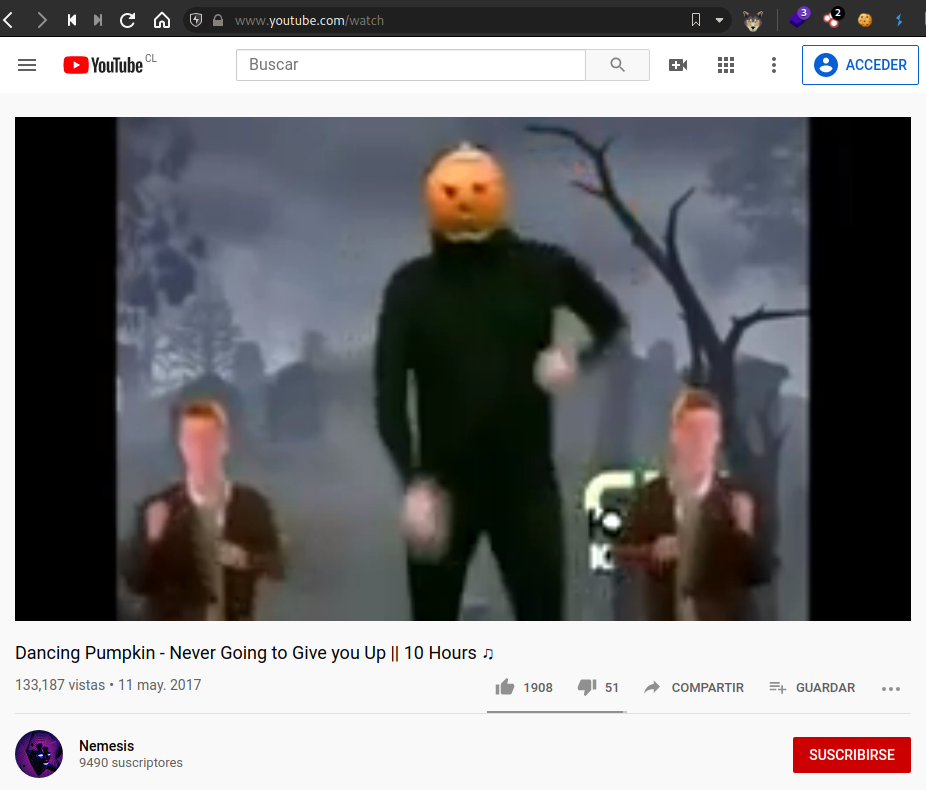 www.youtube.com/watch
3
2
YouTube CL
Buscar
ACCEDER
Dancing Pumpkin - Never Going to Give you Up || 10 Hours ♫
133,187 vistas • 11 may. 2017
1908
51
COMPARTIR
GUARDAR
Nemesis
9490 suscriptores
SUSCRIBIRSE